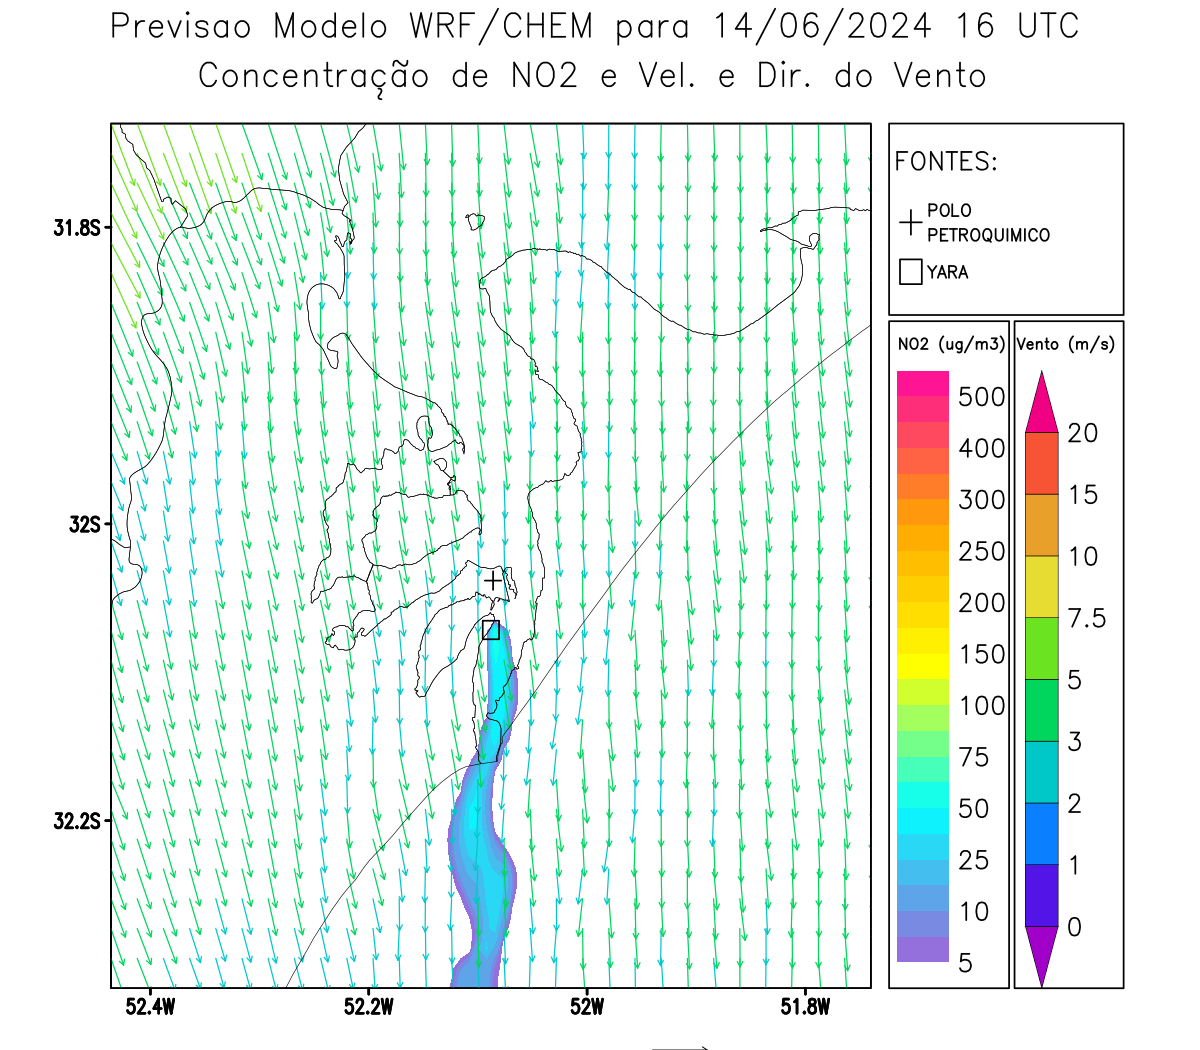 Previsao Modelo WRF/CHEM para 14/06/2024 16 UTC
Concentração de NO2 e Vel. e Dir. do Vento
FONTES:
POLO
PETROQUIMICO
YARA
NO2 (ug/m3)
500
400
300
250
200
150
100
75
50
25
10
5
Vento (m/s)
20
15
10
7.5
5
3
2
1
0
31.8S
32S
32.2S
52.4W
52.2W
52W
51.8W